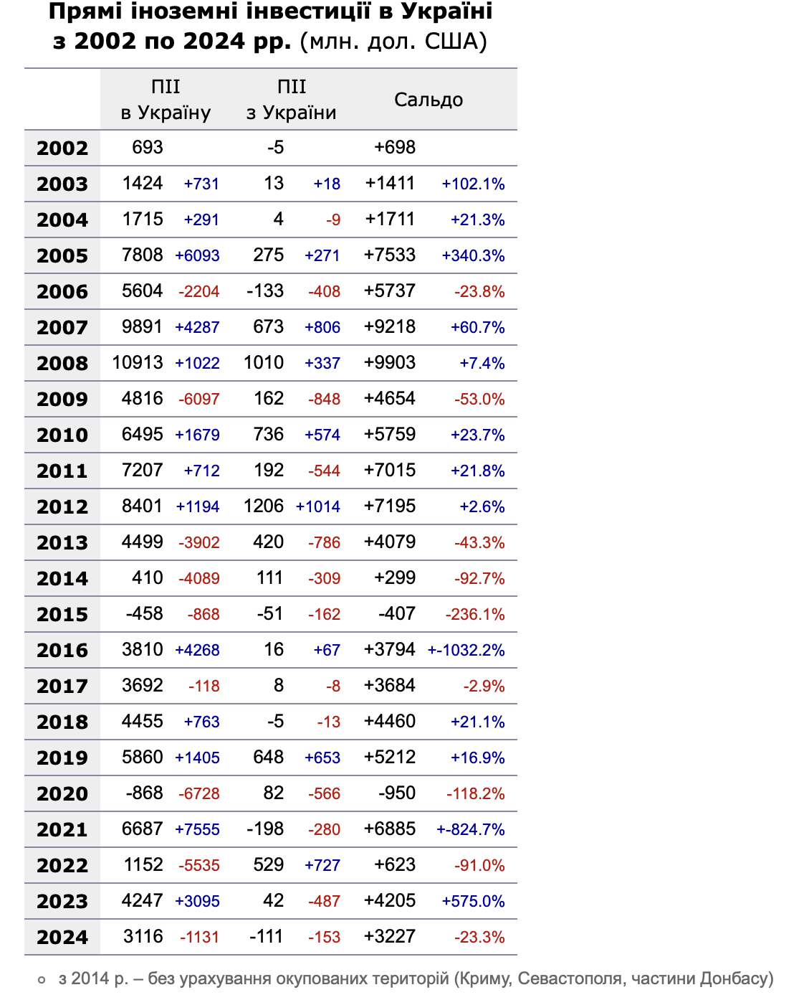 Прямі іноземні інвестиції в Україні
з 2002 по 2024 рр. (млн. дол. США)
ПІІ в Україну ПІІ з України Сальдо
2002 693 -5 +698
2003 1424 +731 13 +18 +1411 +102.1%
2004 1715 +291 4 -9 +1711 +21.3%
2005 7808 +6093 275 +271 +7533 +340.3%
2006 5604 -2204 -133 -408 +5737 -23.8%
2007 9891 +4287 673 +806 +9218 +60.7%
2008 10913 +1022 1010 +337 +9903 +7.4%
2009 4816 -6097 162 -848 +4654 -53.0%
2010 6495 +1679 736 +574 +5759 +23.7%
2011 7207 +712 192 -544 +7015 +21.8%
2012 8401 +1194 1206 +1014 +7195 +2.6%
2013 4499 -3902 420 -786 +4079 -43.3%
2014 410 -4089 111 -309 +299 -92.7%
2015 -458 -868 -51 -162 -407 -236.1%
2016 3810 +4268 16 +67 +3794 +-1032.2%
2017 3692 -118 8 -8 +3684 -2.9%
2018 4455 +763 -5 -13 +4460 +21.1%
2019 5860 +1405 648 +653 +5212 +16.9%
2020 -868 -6728 82 -566 -950 -118.2%
2021 6687 +7555 -198 -280 +6885 +-824.7%
2022 1152 -5535 529 +727 +623 -91.0%
2023 4247 +3095 42 -487 +4205 +575.0%
2024 3116 -1131 -111 -153 +3227 -23.3%
з 2014 р. – без урахування окупованих територій (Криму, Севастополя, частини Донбасу)